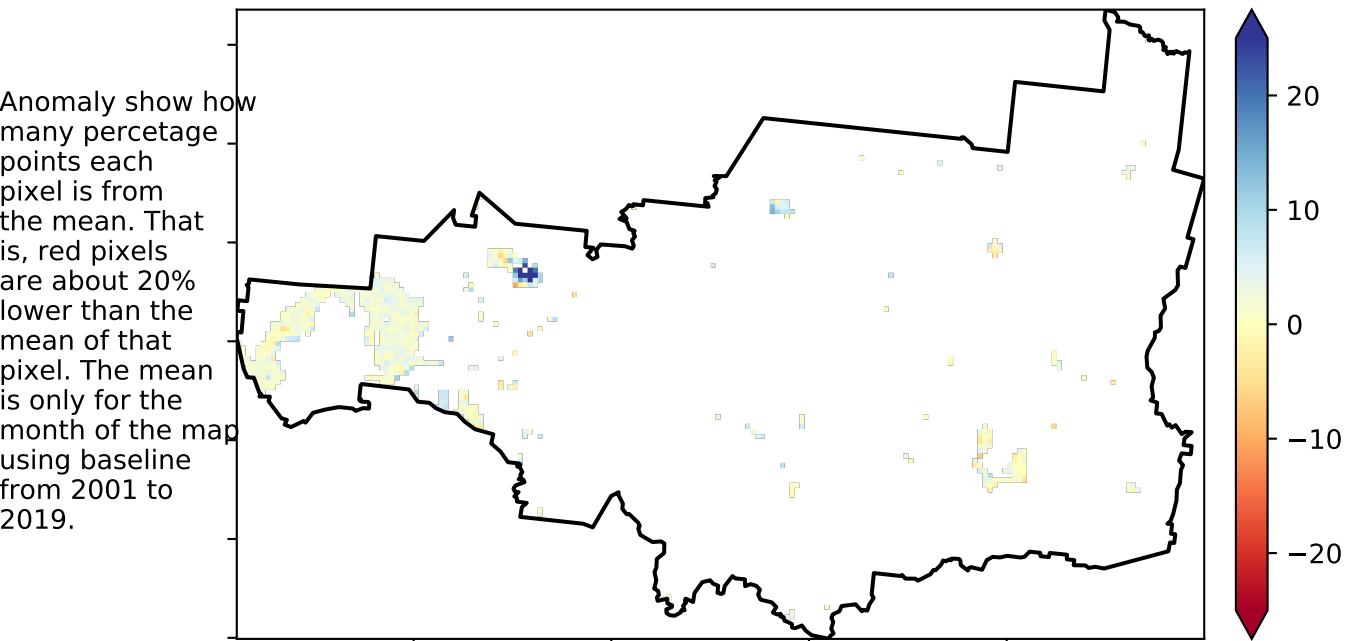 Anomaly show how
many percetage
points each
pixel is from
the mean. That
is, red pixels
are about 20%
lower than the
mean of that
pixel. The mean
is only for the
month of the map
using baseline
from 2001 to
2019.
20
10
0
−10
−20